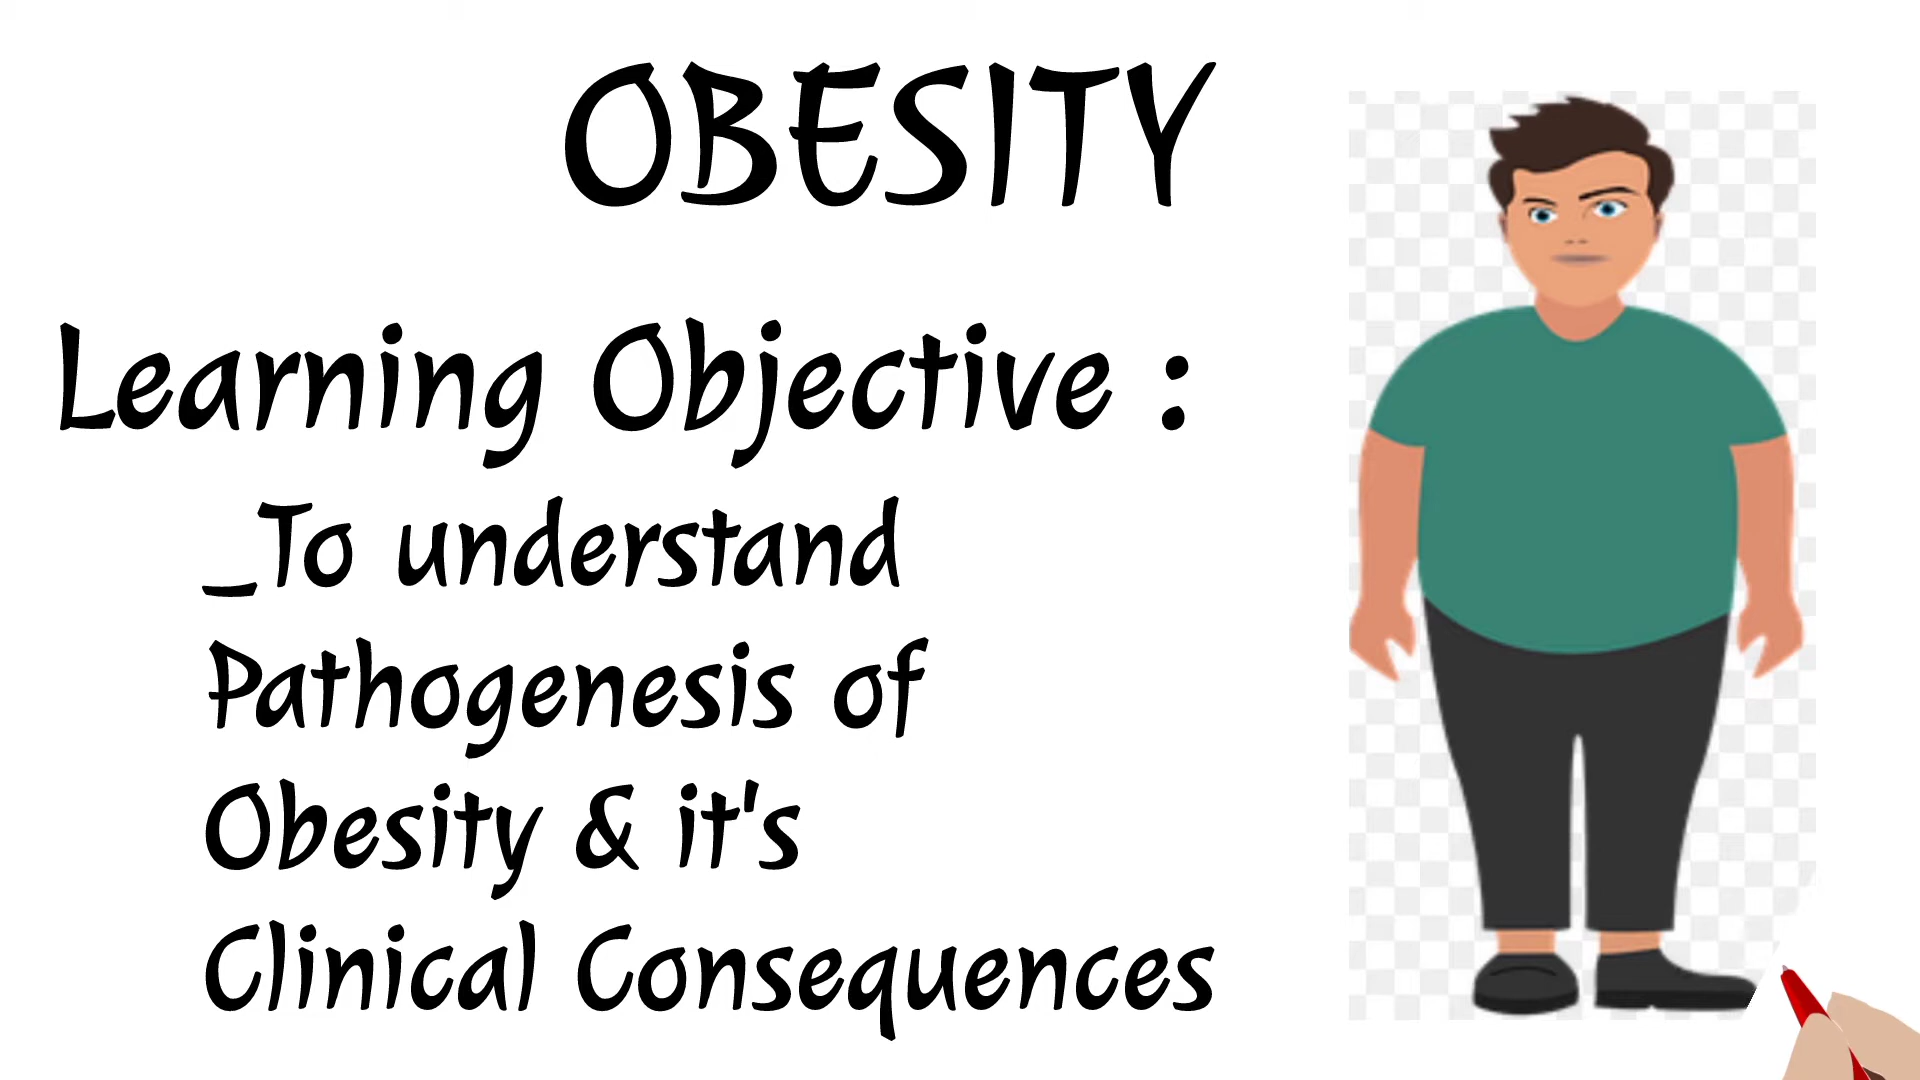 OBESITY
Learning Objective :
_To understand
Pathogenesis of
Obesity & it's
Clinical Consequences